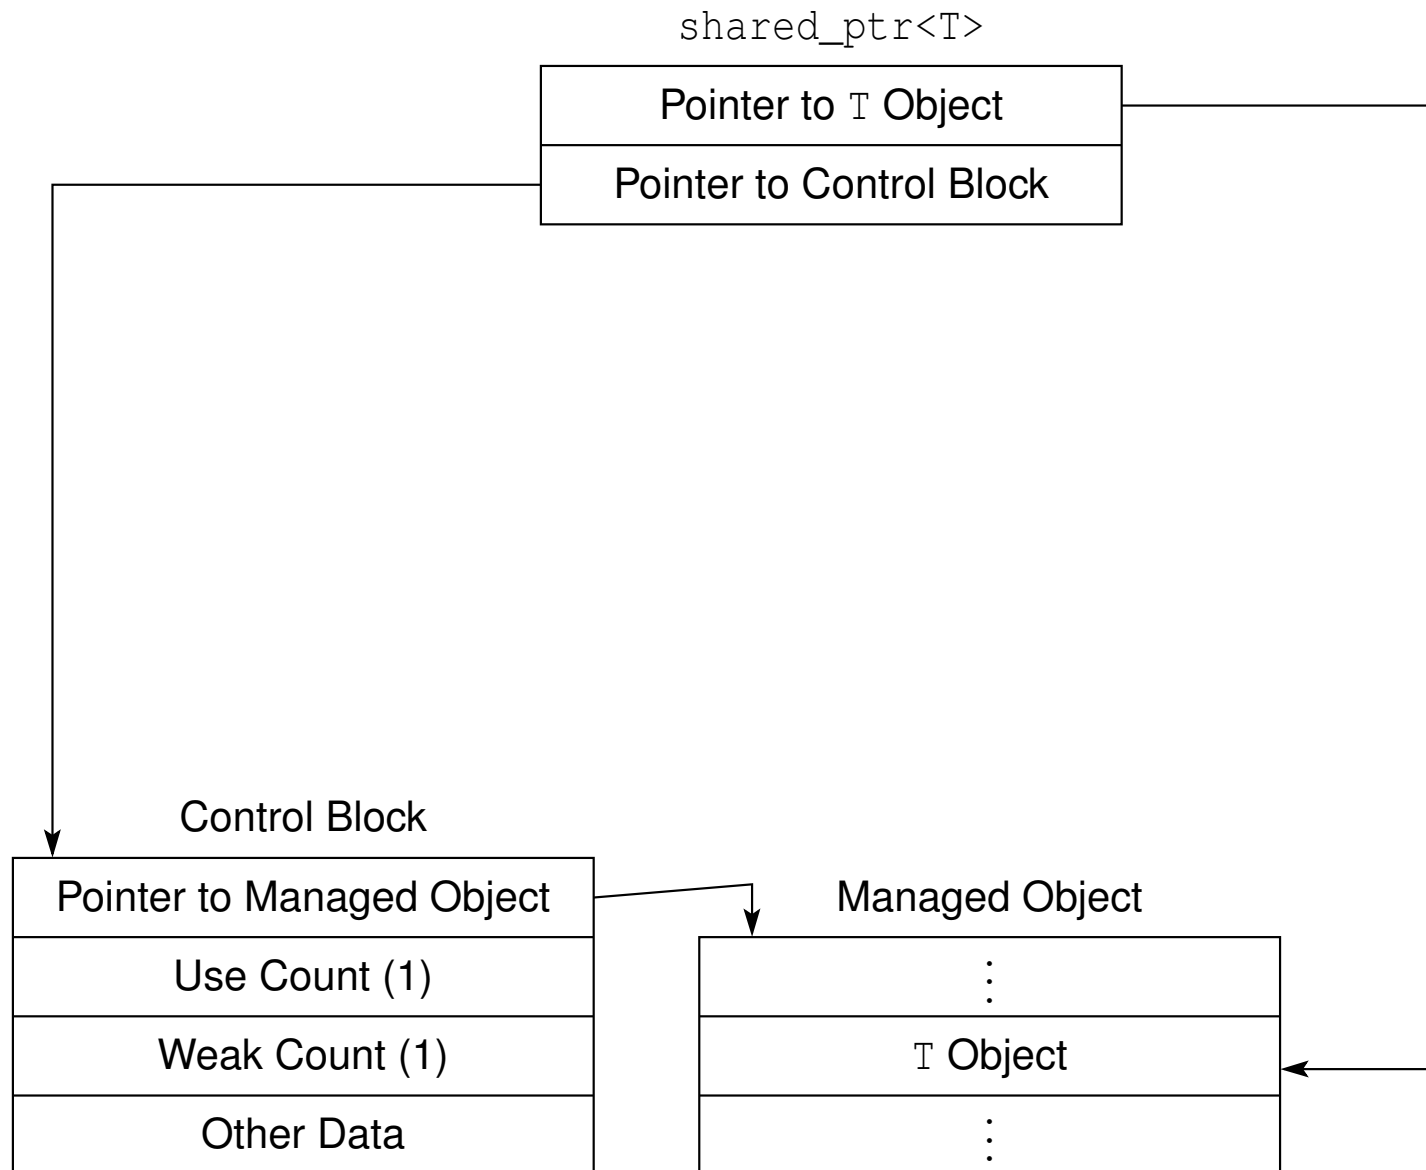 shared_ptr<T>
Pointer to T Object
Pointer to Control Block
Control Block
Pointer to Managed Object
Use Count (1)
Weak Count (1)
Other Data
Managed Object
⋮
T Object
⋮